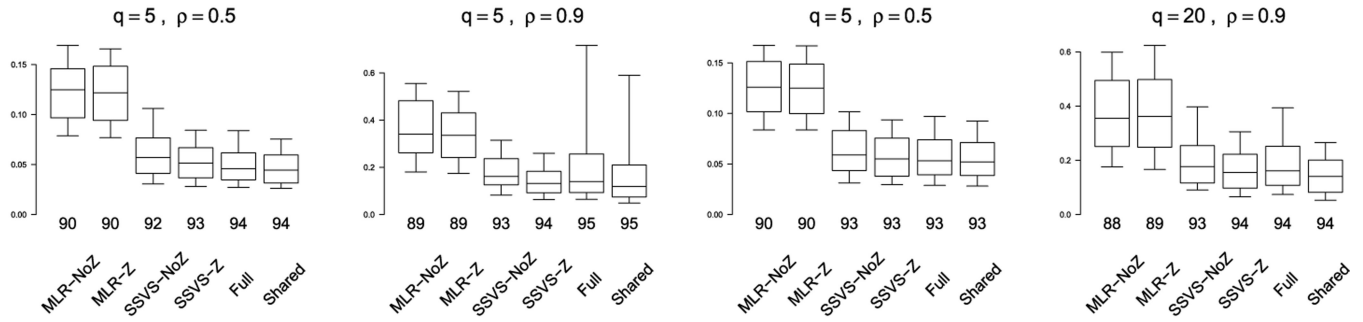 q = 5 , ρ = 0.5
0.15
0.10
0.05
0.00
90 90 92 93 94 94
MLR−NoZ MLR−Z SSVS−NoZ SSVS−Z Full Shared
q = 5 , ρ = 0.9
0.6
0.4
0.2
0.0
89 89 93 94 95 95
MLR−NoZ MLR−Z SSVS−NoZ SSVS−Z Full Shared
q = 5 , ρ = 0.5
0.15
0.10
0.05
0.00
90 90 93 93 93 93
MLR−NoZ MLR−Z SSVS−NoZ SSVS−Z Full Shared
q = 20 , ρ = 0.9
0.6
0.4
0.2
0.0
88 89 94 94 94 94
MLR−NoZ MLR−Z SSVS−NoZ SSVS−Z Full Shared